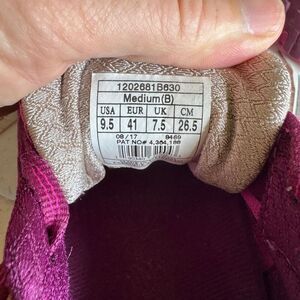 1202681B630
Medium(B)
USA EUR UK CM
9.5 41 7.5 26.5
08/17 8469
PAT NO# 4,364,188